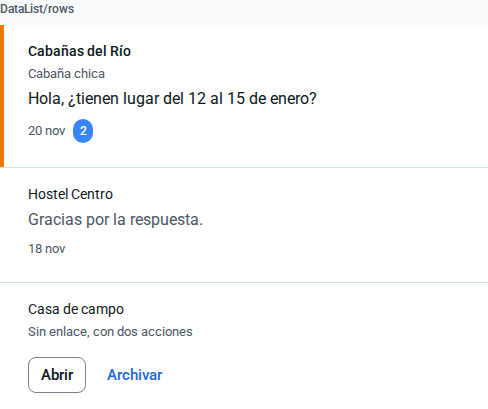 DataList/rows
Cabañas del Río
Cabaña chica
Hola, ¿tienen lugar del 12 al 15 de enero?
20 nov 2
Hostel Centro
Gracias por la respuesta.
18 nov
Casa de campo
Sin enlace, con dos acciones
Abrir Archivar